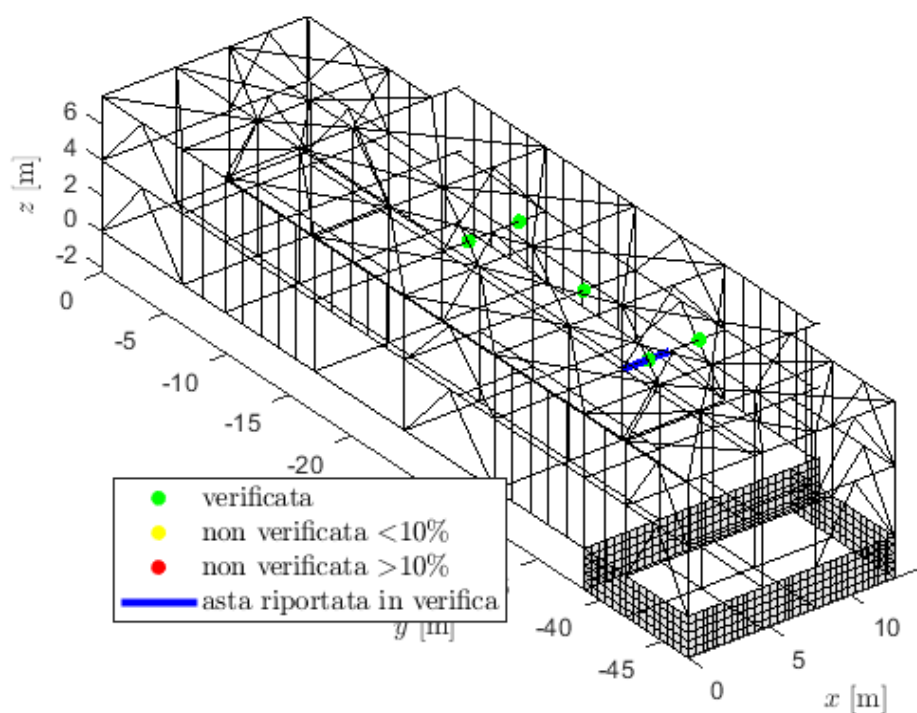 6
4
2
0
-2
z [m]
0
-5
-10
-15
-20
-40
-45
y [m]
0
5
10
x [m]
verificata
non verificata <10%
non verificata >10%
asta riportata in verifica